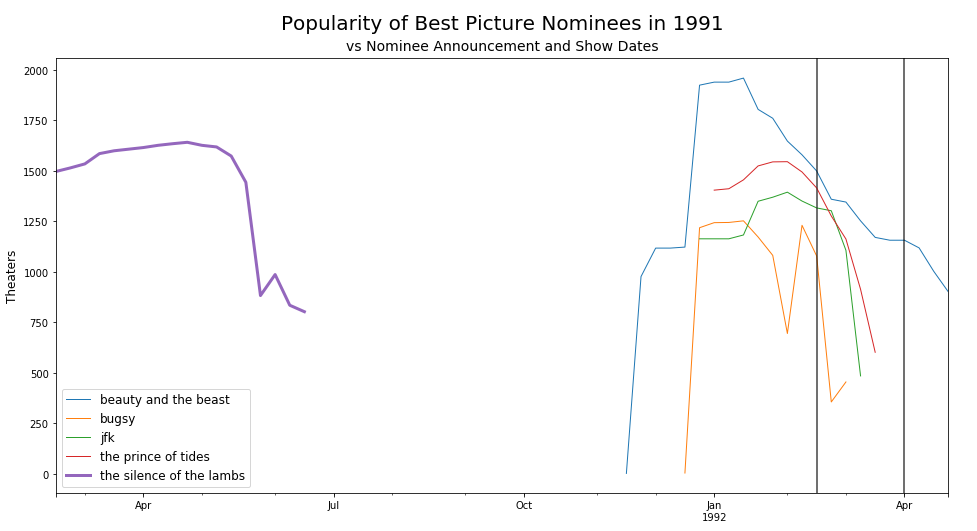 Popularity of Best Picture Nominees in 1991
vs Nominee Announcement and Show Dates
2000
1750
1500
1250
1000
750
500
250
0
Theaters
beauty and the beast
bugsy
jfk
the prince of tides
the silence of the lambs
Apr
Jul
Oct
Jan
1992
Apr